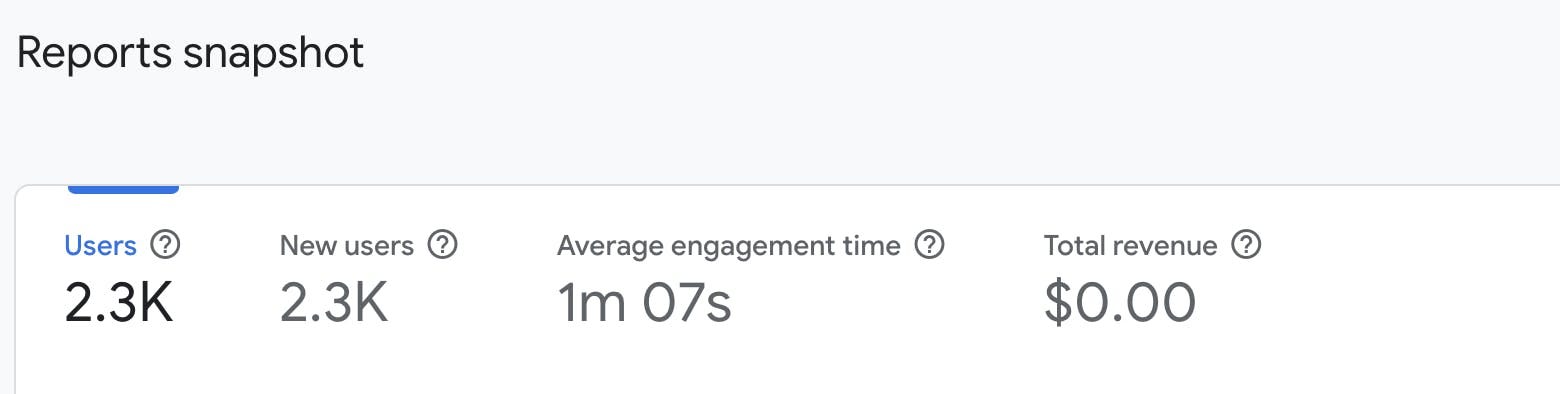 Reports snapshot
Users
New users
Average engagement time
Total revenue
2.3K
2.3K
1m 07s
$0.00